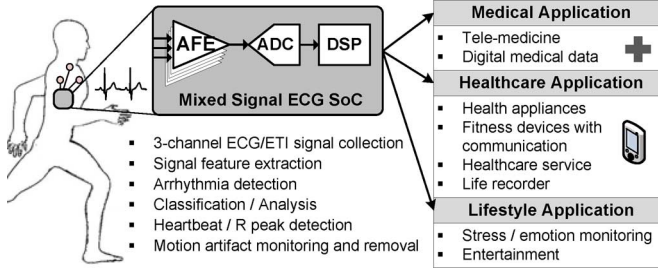 AFE
ADC
DSP
Mixed Signal ECG SoC
▪ 3-channel ECG/ETI signal collection
▪ Signal feature extraction
▪ Arrhythmia detection
▪ Classification / Analysis
▪ Heartbeat / R peak detection
▪ Motion artifact monitoring and removal
Medical Application
▪ Tele-medicine
▪ Digital medical data
Healthcare Application
▪ Health appliances
▪ Fitness devices with
communication
▪ Healthcare service
▪ Life recorder
Lifestyle Application
▪ Stress / emotion monitoring
▪ Entertainment